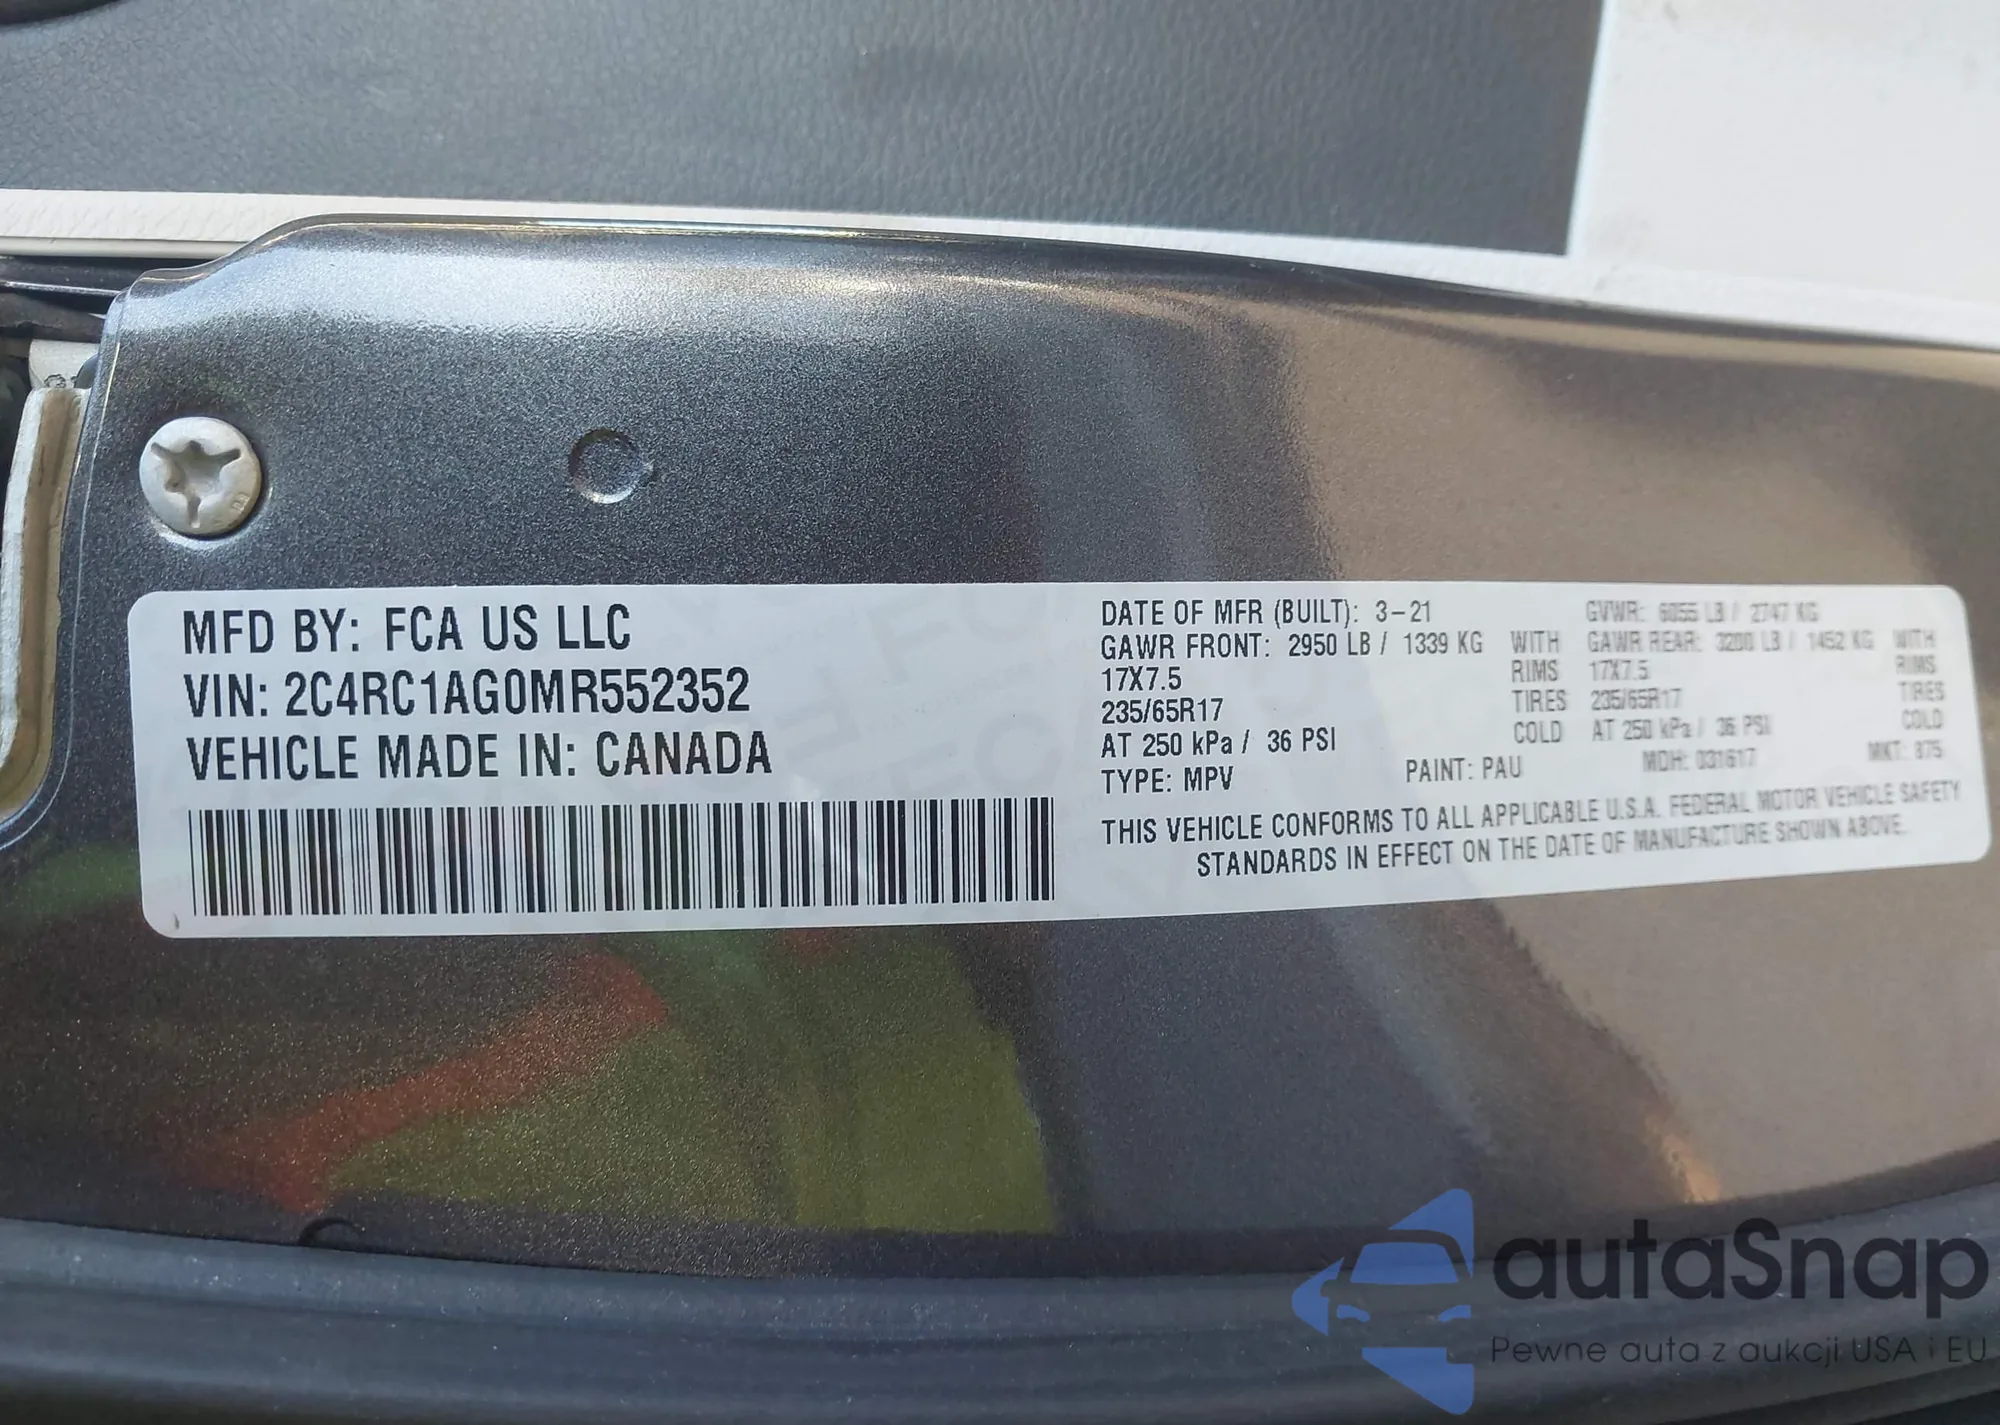 MFD BY: FCA US LLC
VIN: 2C4RC1AG0MR552352
VEHICLE MADE IN: CANADA
DATE OF MFR (BUILT): 3-21 GVWR: 6055 LB / 2747 KG
GAWR FRONT: 2950 LB / 1339 KG WITH GAWR REAR: 3200 LB / 1452 KG WITH
17X7.5 RIMS 17X7.5 RIMS
235/65R17 TIRES 235/65R17 TIRES
AT 250 kPa / 36 PSI COLD AT 250 kPa / 36 PSI COLD
TYPE: MPV PAINT: PAU MDH: 031617 MKT: 875
THIS VEHICLE CONFORMS TO ALL APPLICABLE U.S.A. FEDERAL MOTOR VEHICLE SAFETY
STANDARDS IN EFFECT ON THE DATE OF MANUFACTURE SHOWN ABOVE.
autaSnap
Pewne auta z aukcji USA i EU